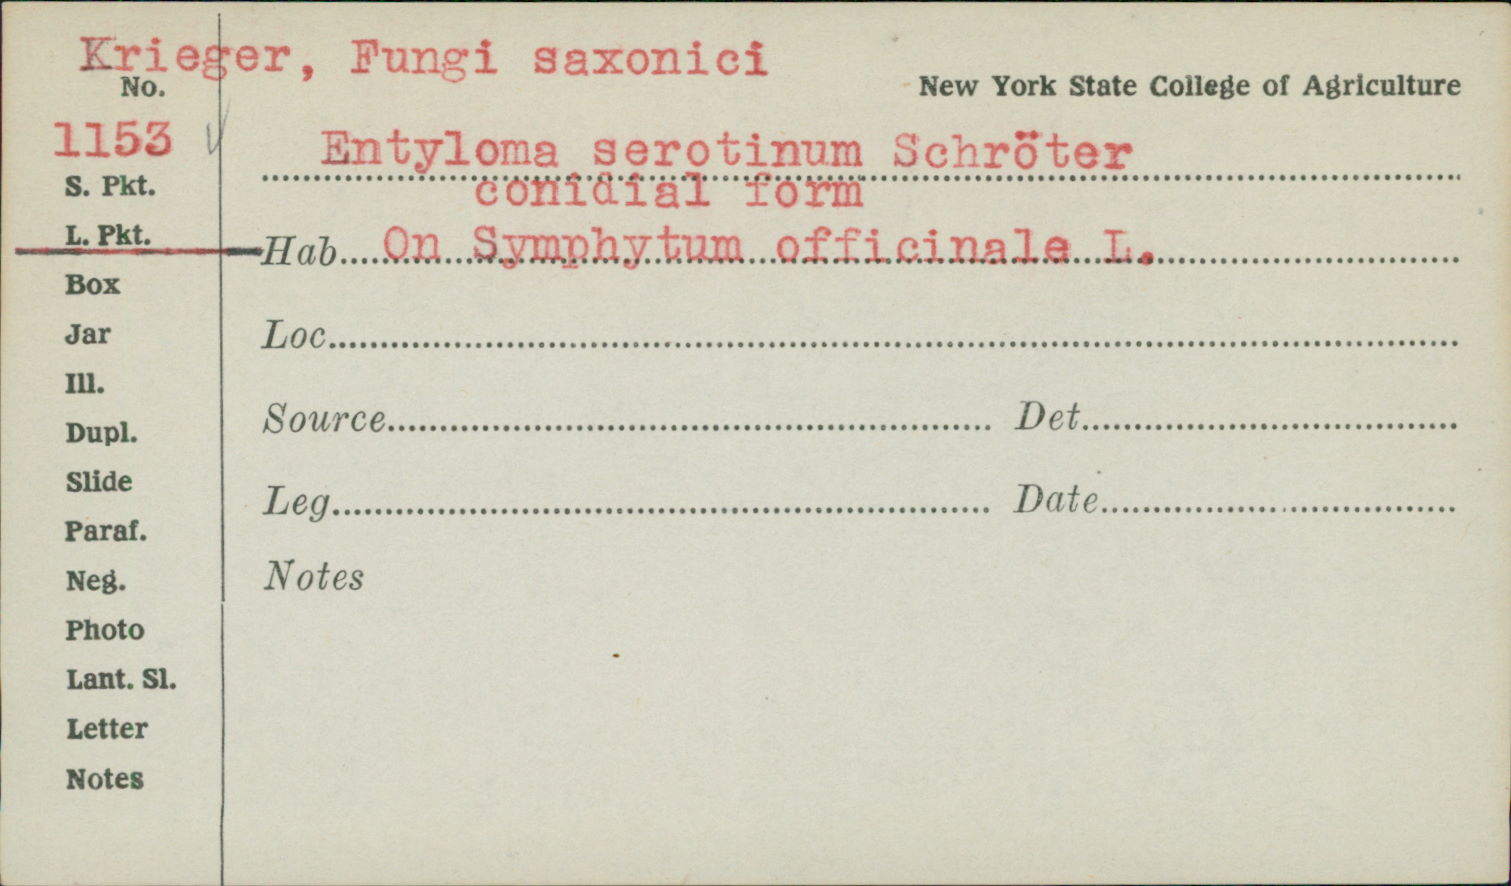 Krieger, Fungi saxonici
No.
New York State College of Agriculture
1153
Entyloma serotinum Schröter
S. Pkt.
conidial form
L. Pkt.
Hab. On Symphytum officinale L.
Box
Jar
Loc.
Ill.
Source
Det.
Dupl.
Slide
Leg.
Date
Paraf.
Neg.
Notes
Photo
Lant. Sl.
Letter
Notes